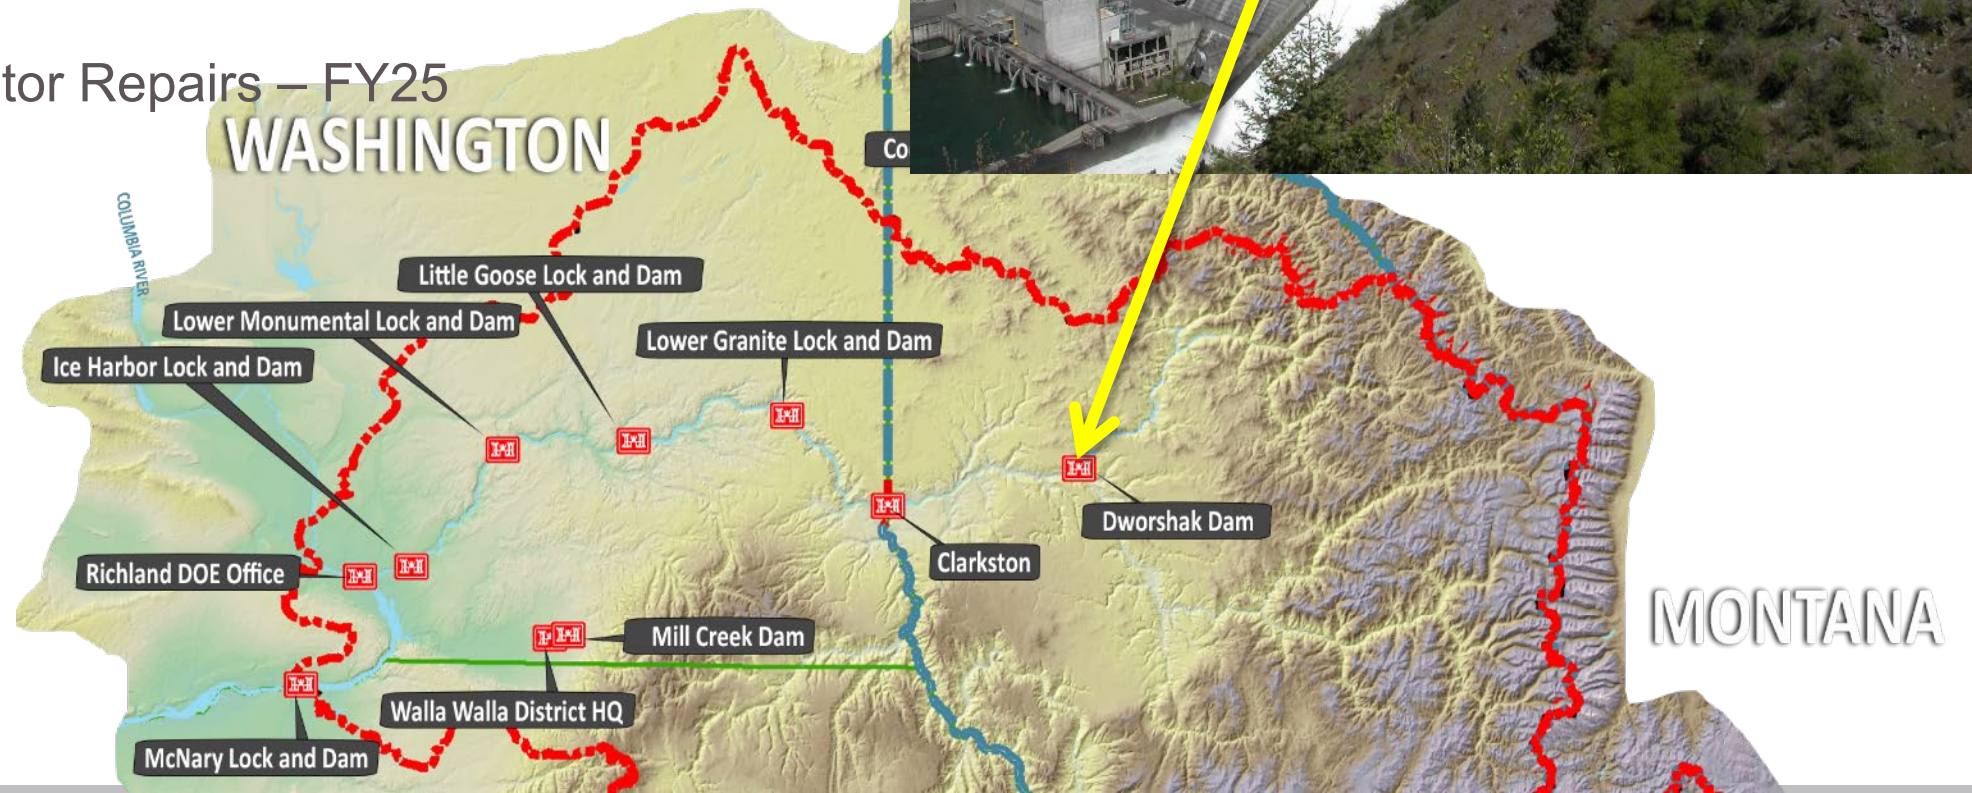 tor Repairs – FY25
WASHINGTON
Co
COLUMBIA RIVER
Little Goose Lock and Dam
Lower Monumental Lock and Dam
Lower Granite Lock and Dam
Ice Harbor Lock and Dam
Dworshak Dam
Clarkston
Richland DOE Office
MONTANA
Mill Creek Dam
Walla Walla District HQ
McNary Lock and Dam